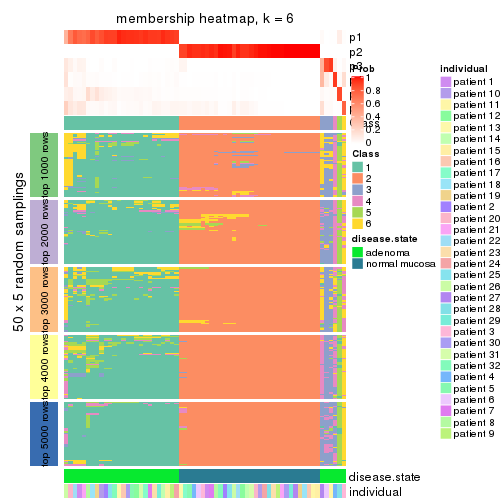 membership heatmap, k = 6
p1
p2
p3
Prob
1
0.8
0.6
0.4
0.2
0
Class
1
2
3
4
5
6
disease.state
adenoma
normal mucosa
individual
patient 1
patient 10
patient 11
patient 12
patient 13
patient 14
patient 15
patient 16
patient 17
patient 18
patient 19
patient 2
patient 20
patient 21
patient 22
patient 23
patient 24
patient 25
patient 26
patient 27
patient 28
patient 29
patient 3
patient 30
patient 31
patient 32
patient 4
patient 5
patient 6
patient 7
patient 8
patient 9
50 x 5 random samplings
top 1000 rows
top 2000 rows
top 3000 rows
top 4000 rows
top 5000 rows
disease.state
individual